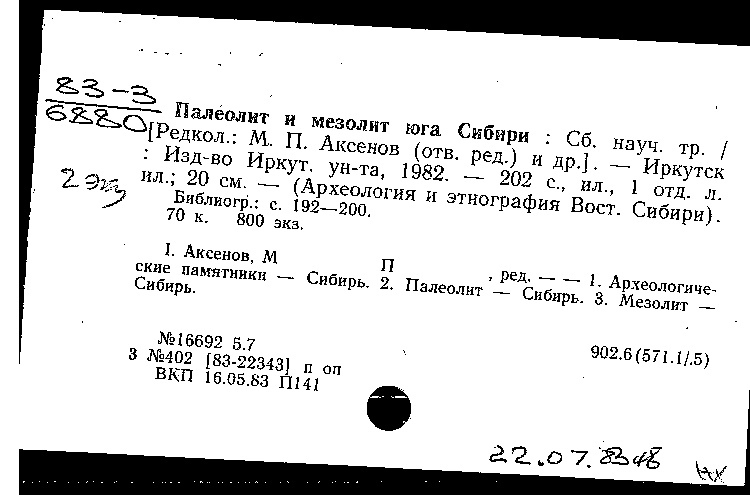 83-3
6880
2 экз
Палеолит и мезолит юга Сибири : Сб. науч. тр. /
[Редкол.: М. П. Аксенов (отв. ред.) и др.]. — Иркутск
: Изд-во Иркут. ун-та, 1982. — 202 с., ил., 1 отд. л.
ил.; 20 см. — (Археология и этнография Вост. Сибири).
Библиогр.: с. 192—200.
70 к. 800 экз.
I. Аксенов, М П , ред. — — 1. Археологиче-
ские памятники — Сибирь. 2. Палеолит — Сибирь. 3. Мезолит —
Сибирь.
№16692 5.7
3 №402 [83-22343] п оп
ВКП 16.05.83 П141
902.6(571.1/.5)
22.07.83